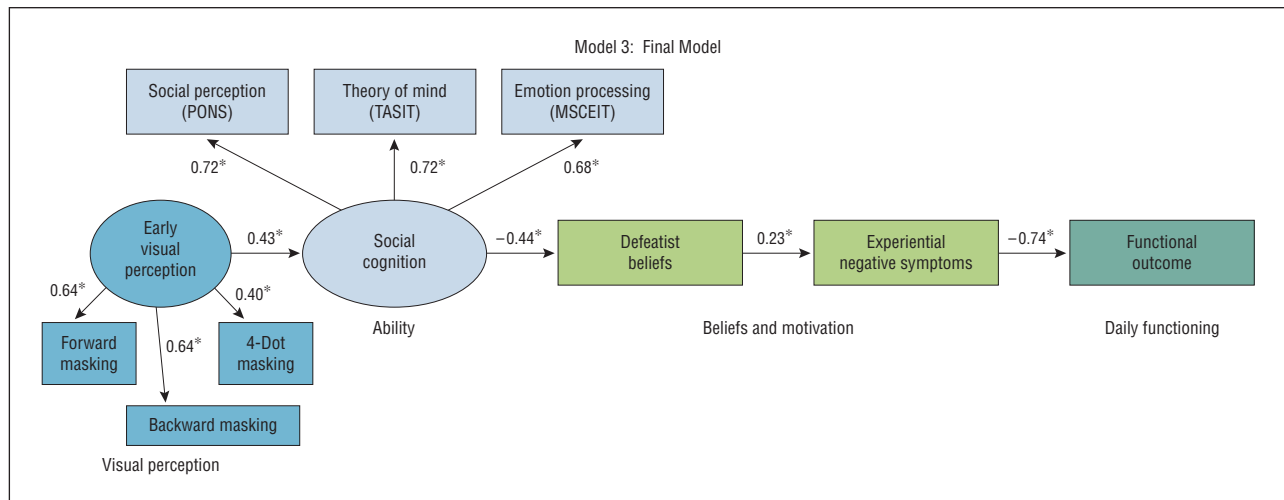 Model 3: Final Model
Social perception
(PONS)
Theory of mind
(TASIT)
Emotion processing
(MSCEIT)
0.72*
0.72*
0.68*
Early
visual
perception
0.43*
Social
cognition
−0.44*
Defeatist
beliefs
0.23*
Experiential
negative symptoms
−0.74*
Functional
outcome
0.64*
0.40*
Forward
masking
0.64*
4-Dot
masking
Ability
Beliefs and motivation
Daily functioning
Backward masking
Visual perception